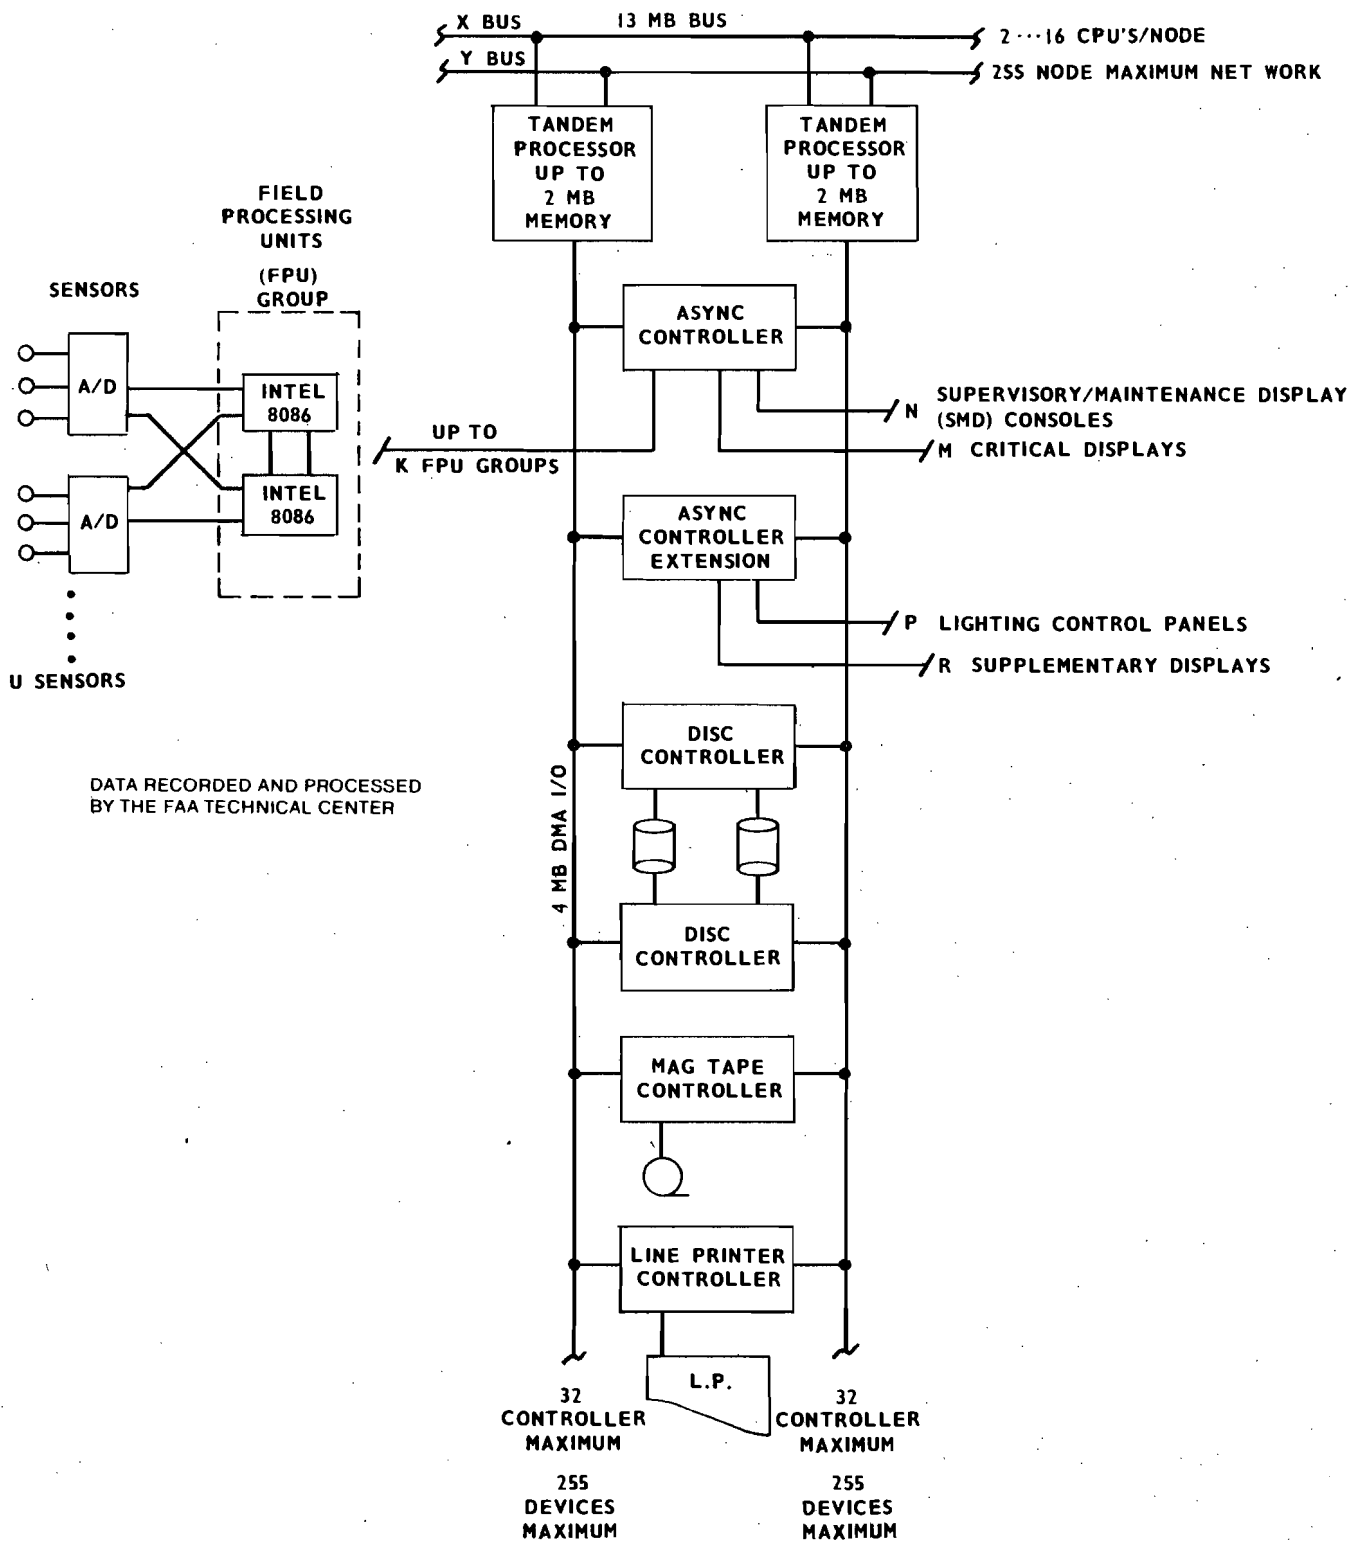 X BUS
13 MB BUS
2···16 CPU'S/NODE
Y BUS
255 NODE MAXIMUM NET WORK
TANDEM
PROCESSOR
UP TO
2 MB
MEMORY
TANDEM
PROCESSOR
UP TO
2 MB
MEMORY
FIELD
PROCESSING
UNITS
(FPU)
GROUP
SENSORS
A/D
INTEL
8086
A/D
INTEL
8086
U SENSORS
ASYNC
CONTROLLER
N SUPERVISORY/MAINTENANCE DISPLAY
(SMD) CONSOLES
M CRITICAL DISPLAYS
UP TO
K FPU GROUPS
ASYNC
CONTROLLER
EXTENSION
P LIGHTING CONTROL PANELS
R SUPPLEMENTARY DISPLAYS
DISC
CONTROLLER
DATA RECORDED AND PROCESSED
BY THE FAA TECHNICAL CENTER
4 MB DMA I/O
DISC
CONTROLLER
MAG TAPE
CONTROLLER
LINE PRINTER
CONTROLLER
L.P.
32
CONTROLLER
MAXIMUM
255
DEVICES
MAXIMUM
32
CONTROLLER
MAXIMUM
255
DEVICES
MAXIMUM